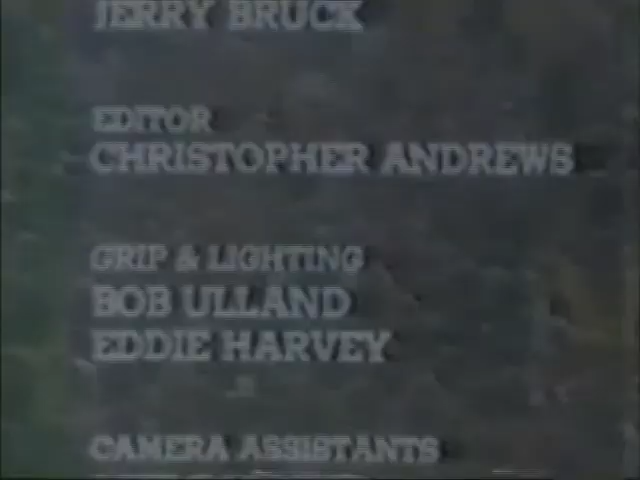 JERRY BRUCK
EDITOR
CHRISTOPHER ANDREWS
GRIP & LIGHTING
BOB ULLAND
EDDIE HARVEY
CAMERA ASSISTANTS